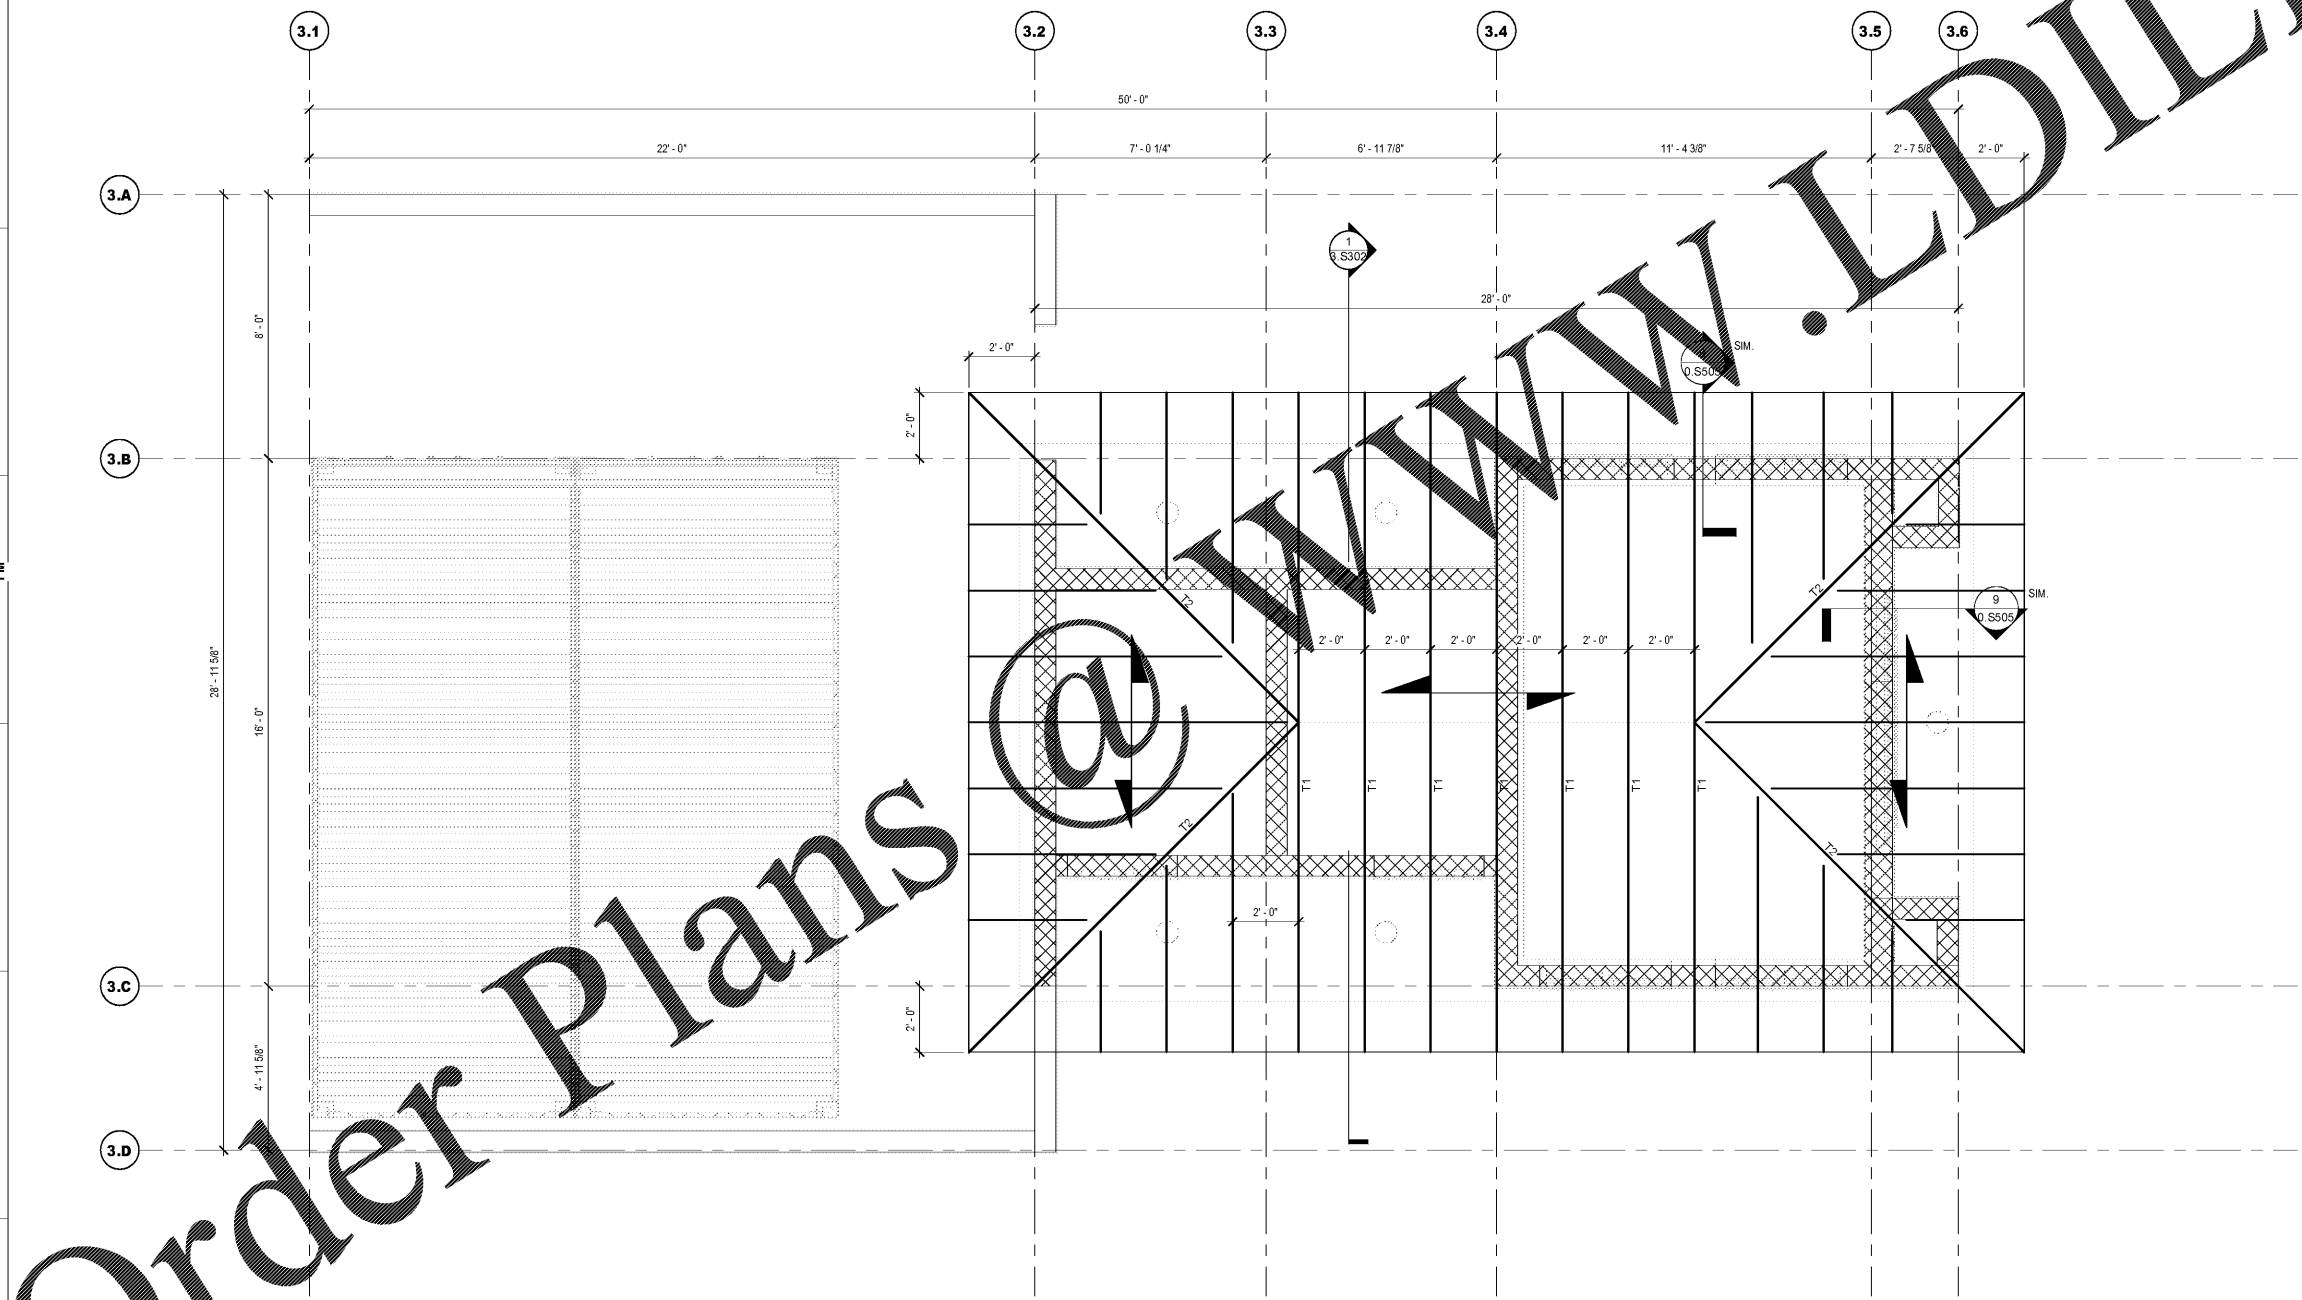 3.1
3.2
3.3
3.4
3.5
3.6
50' - 0"
22' - 0"
7' - 0 1/4"
6' - 11 7/8"
11' - 4 3/8"
2' - 7 5/8
2' - 0"
3.A
1
3.S302
28' - 0"
8' - 0"
2' - 0"
SIM.
0.S505
2' - 0"
3.B
T2
T2
9
0.S505
SIM.
28' - 11 5/8"
16' - 0"
2' - 0"
2' - 0"
2' - 0"
2' - 0"
2' - 0"
2' - 0"
T1
T1
T1
T1
T1
T1
T1
T2
T2
2' - 0"
3.C
2' - 0"
4' - 11 5/8"
3.D
Order Plans @ WWW.LDIL